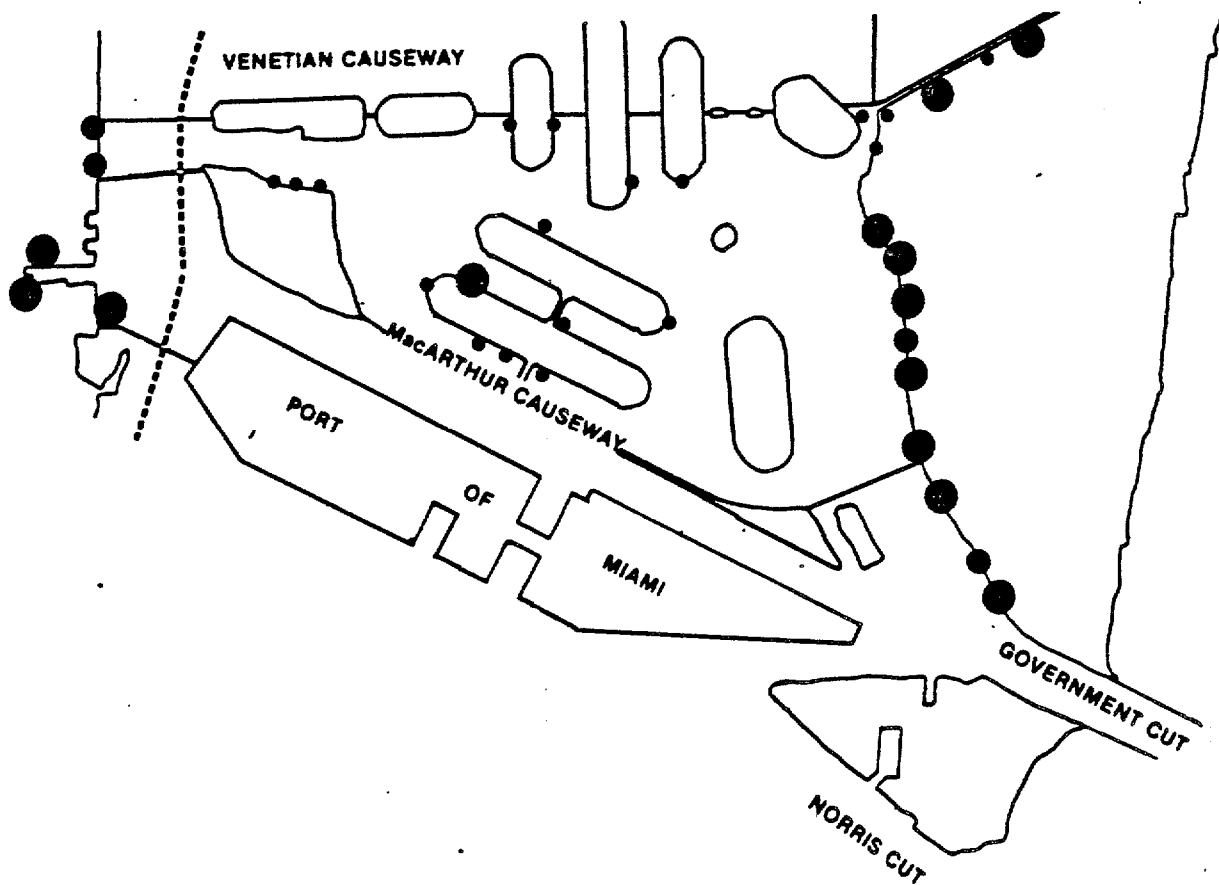 VENETIAN CAUSEWAY
MacARTHUR CAUSEWAY
PORT
OF
MIAMI
GOVERNMENT CUT
NORRIS CUT